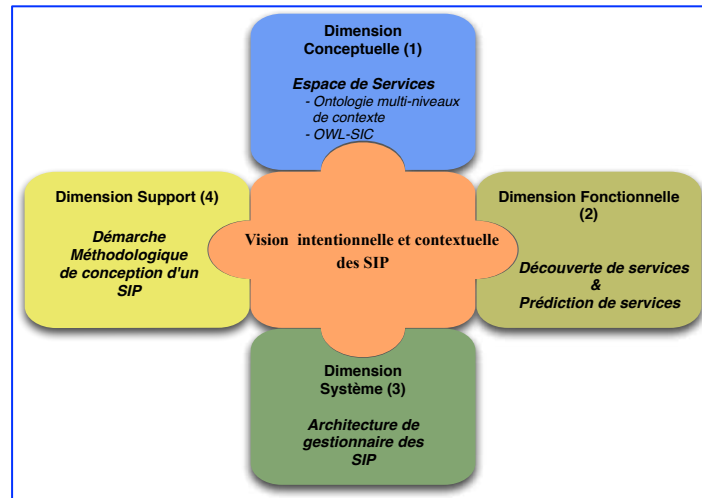 Dimension
Conceptuelle (1)
Espace de Services
- Ontologie multi-niveaux
de contexte
- OWL-SIC
Dimension Support (4)
Démarche
Méthodologique
de conception d'un
SIP
Vision intentionnelle et contextuelle
des SIP
Dimension Fonctionnelle
(2)
Découverte de services
&
Prédiction de services
Dimension
Système (3)
Architecture de
gestionnaire des
SIP